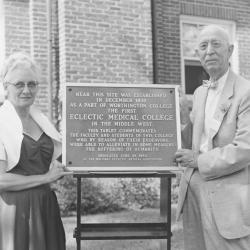 NEAR THIS SITE WAS ESTABLISHED
IN DECEMBER 1830
AS A PART OF WORTHINGTON COLLEGE
THE FIRST
ECLECTIC MEDICAL COLLEGE
IN THE MIDDLE WEST
THIS TABLET COMMEMORATES
THE FACULTY AND STUDENTS OF THIS COLLEGE
WHO BY REASON OF THEIR ENDEAVORS
WERE ABLE TO ALLEVIATE IN SOME MEASURE
THE SUFFERING OF HUMANITY